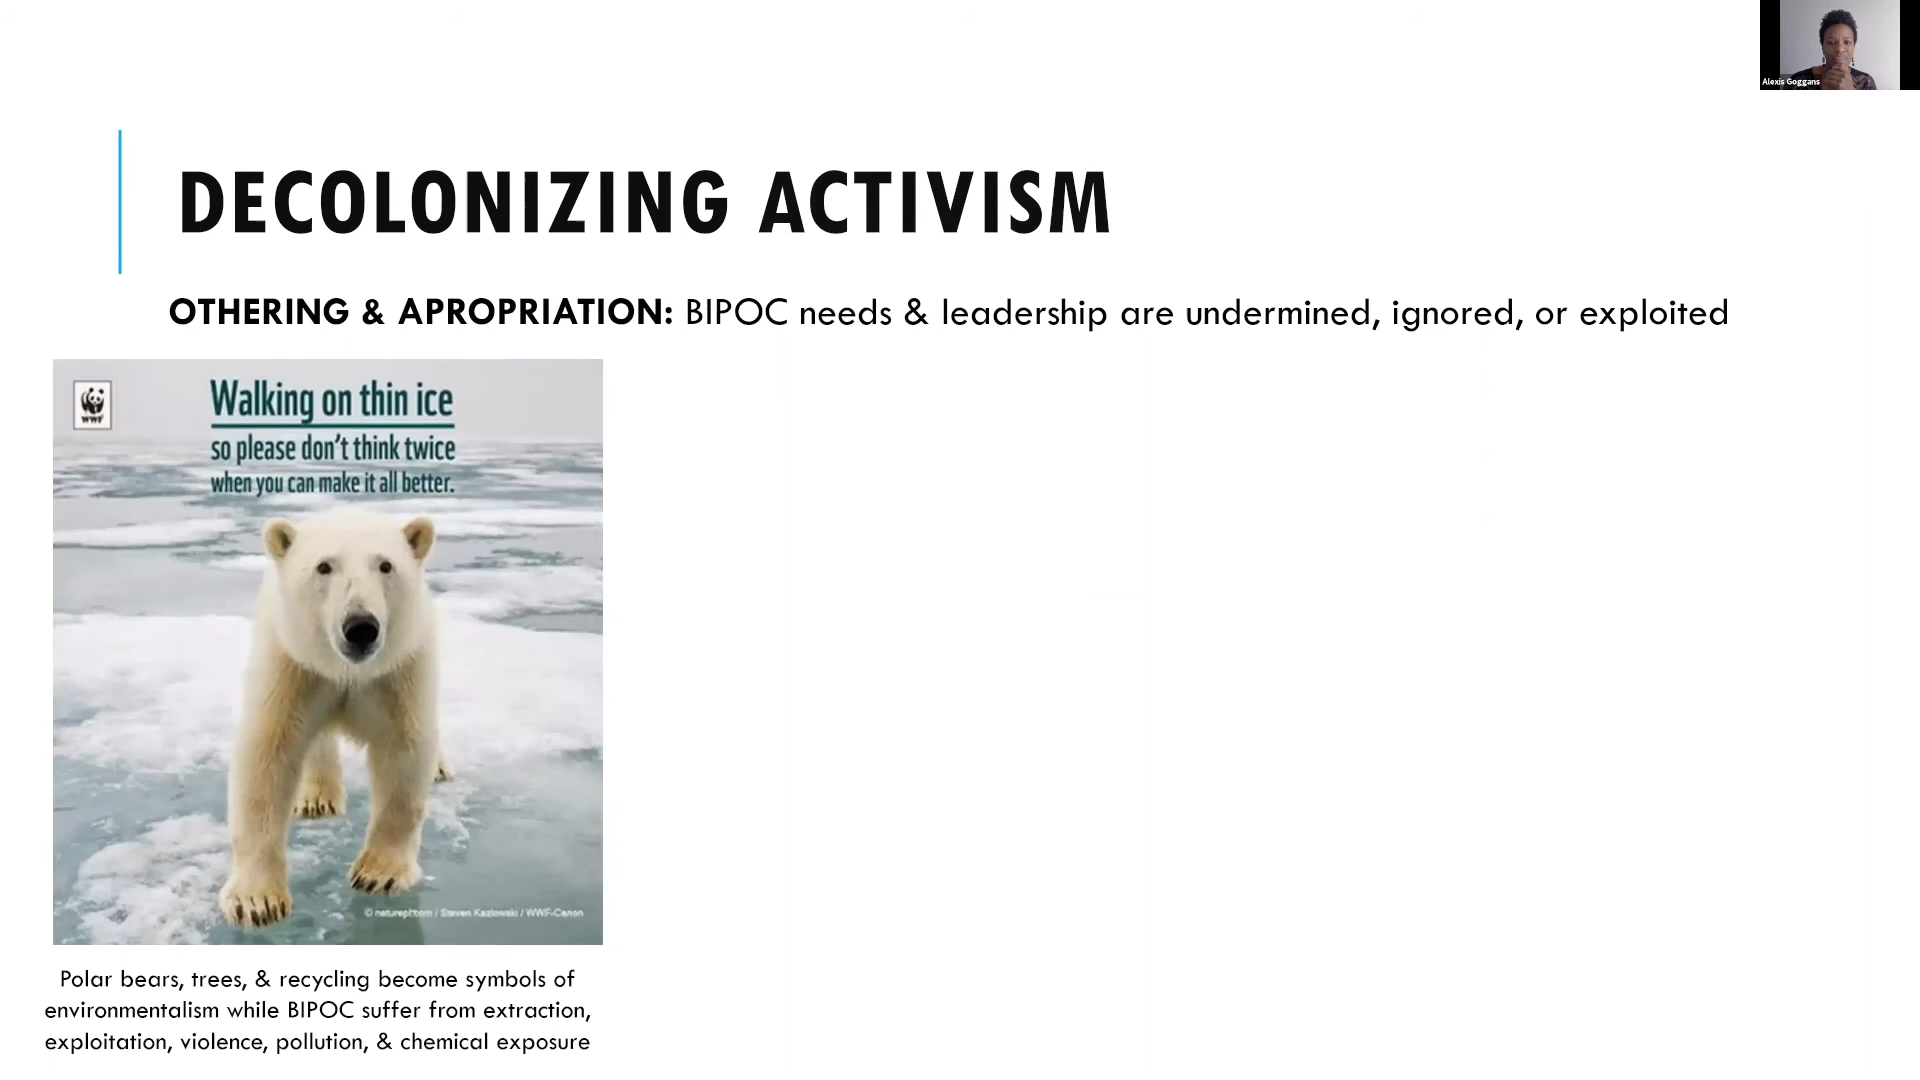 Alexis Goggans
DECOLONIZING ACTIVISM
OTHERING & APROPRIATION: BIPOC needs & leadership are undermined, ignored, or exploited
WWF
Walking on thin ice
so please don't think twice
when you can make it all better.
© naturepl.com / Steven Kazlowski / WWF-Canon
Polar bears, trees, & recycling become symbols of
environmentalism while BIPOC suffer from extraction,
exploitation, violence, pollution, & chemical exposure